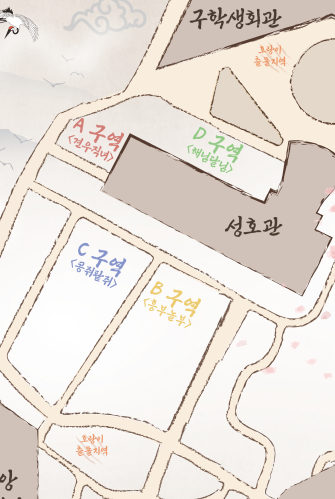 구학생회관
호랑이
출몰지역
A 구역
<견우직녀>
D 구역
<해님달님>
성호관
C 구역
<콩쥐팥쥐>
B 구역
<흥부놀부>
호랑이
출몰지역
앙